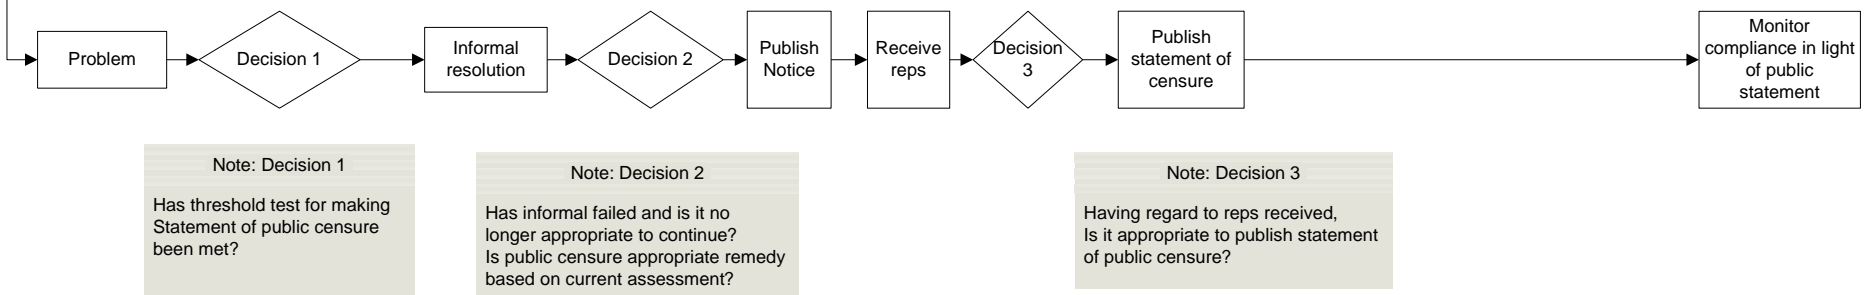 Problem
Decision 1
Informal
resolution
Decision 2
Publish
Notice
Receive
reps
Decision
3
Publish
statement of
censure
Monitor
compliance in light
of public
statement
Note: Decision 1
Has threshold test for making
Statement of public censure
been met?
Note: Decision 2
Has informal failed and is it no
longer appropriate to continue?
Is public censure appropriate remedy
based on current assessment?
Note: Decision 3
Having regard to reps received,
Is it appropriate to publish statement
of public censure?